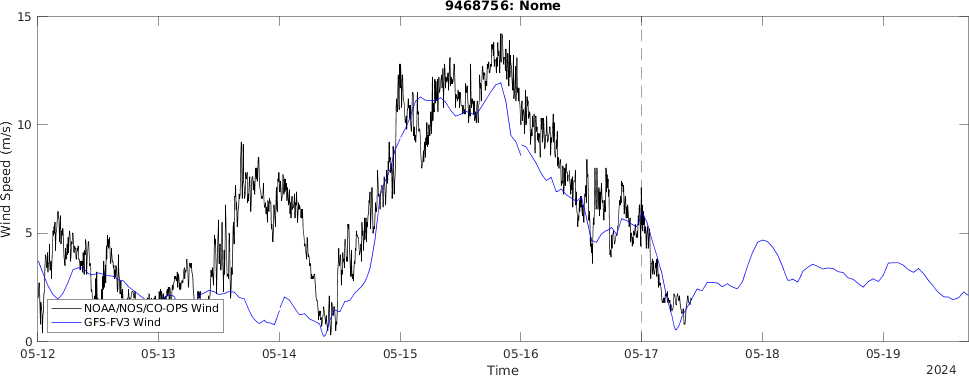 9468756: Nome
15
10
5
0
Wind Speed (m/s)
NOAA/NOS/CO-OPS Wind
GFS-FV3 Wind
05-12 05-13 05-14 05-15 05-16 05-17 05-18 05-19
Time
2024